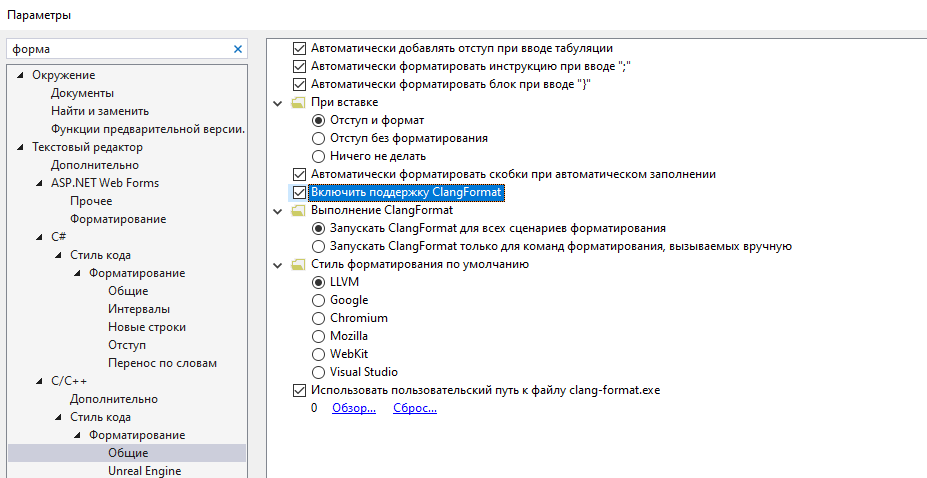 Параметры
форма
Окружение
Документы
Найти и заменить
Функции предварительной версии.
Текстовый редактор
Дополнительно
ASP.NET Web Forms
Прочее
Форматирование
C#
Стиль кода
Форматирование
Общие
Интервалы
Новые строки
Отступ
Перенос по словам
C/C++
Дополнительно
Стиль кода
Форматирование
Общие
Unreal Engine
Автоматически добавлять отступ при вводе табуляции
Автоматически форматировать инструкцию при вводе ";"
Автоматически форматировать блок при вводе "}"
При вставке
Отступ и формат
Отступ без форматирования
Ничего не делать
Автоматически форматировать скобки при автоматическом заполнении
Включить поддержку ClangFormat
Выполнение ClangFormat
Запускать ClangFormat для всех сценариев форматирования
Запускать ClangFormat только для команд форматирования, вызываемых вручную
Стиль форматирования по умолчанию
LLVM
Google
Chromium
Mozilla
WebKit
Visual Studio
Использовать пользовательский путь к файлу clang-format.exe
0 Обзор... Сброс...